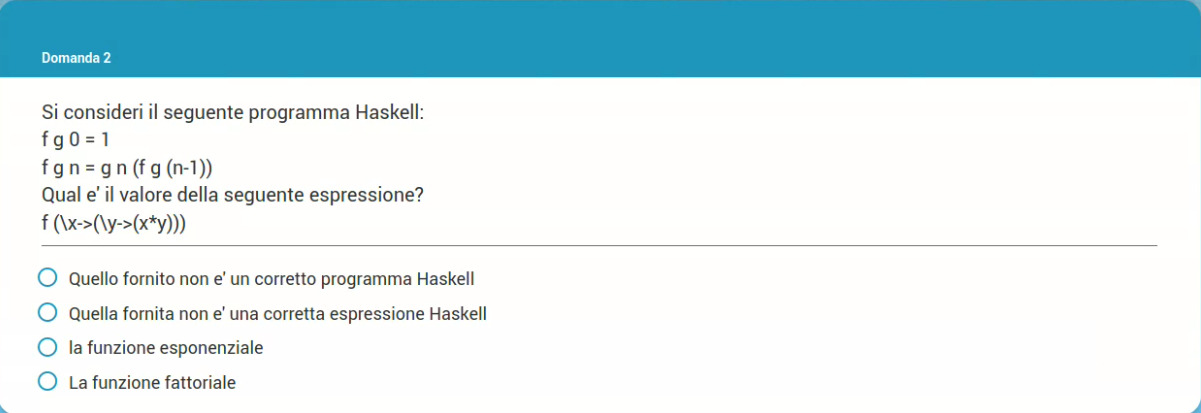 Domanda 2
Si consideri il seguente programma Haskell:
f g 0 = 1
f g n = g n (f g (n-1))
Qual e' il valore della seguente espressione?
f (\x->(\y->(x*y)))
Quello fornito non e' un corretto programma Haskell
Quella fornita non e' una corretta espressione Haskell
la funzione esponenziale
La funzione fattoriale